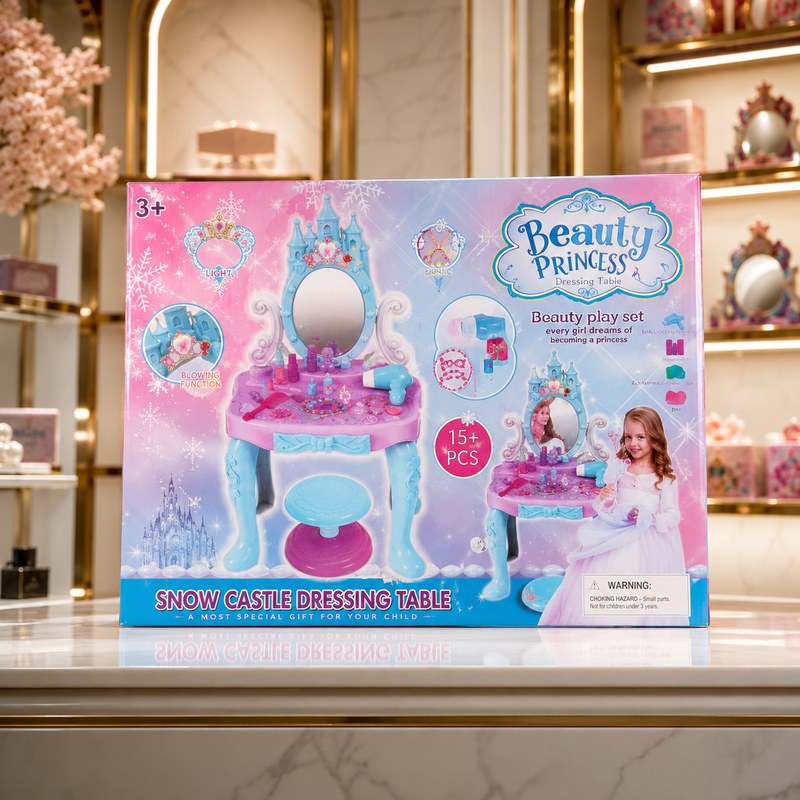 3+
LIGHT
Beauty
PRINCESS
Dressing Table
Beauty play set
every girl dreams of
becoming a princess
BLOWING
FUNCTION
15+
PCS
WARNING:
CHOKING HAZARD – Small parts.
Not for children under 3 years.
SNOW CASTLE DRESSING TABLE
A MOST SPECIAL GIFT FOR YOUR CHILD